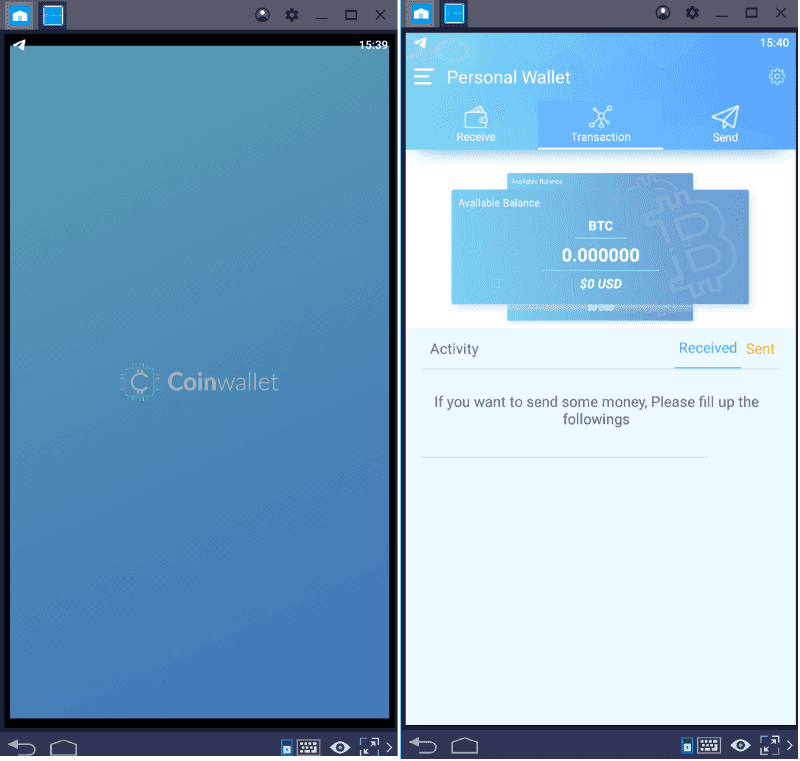 15:39
Coinwallet
15:40
Personal Wallet
Receive
Transaction
Send
Available Balance
Available Balance
BTC
0.000000
$0 USD
$0 USD
Activity
Received
Sent
If you want to send some money, Please fill up the
followings